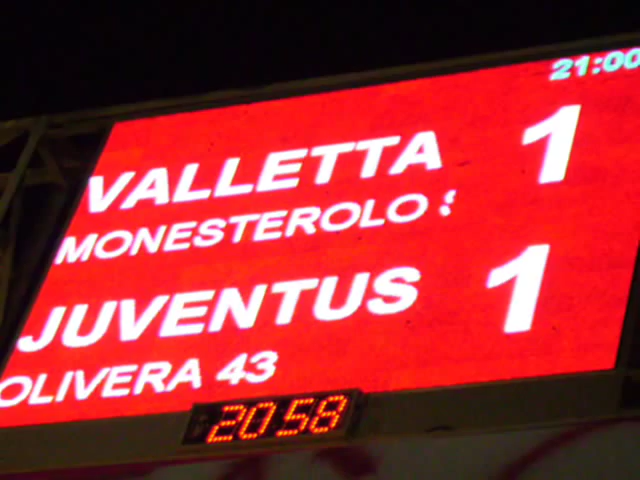 21:00
VALLETTA 1
MONESTEROLO
JUVENTUS 1
OLIVERA 43
20 58